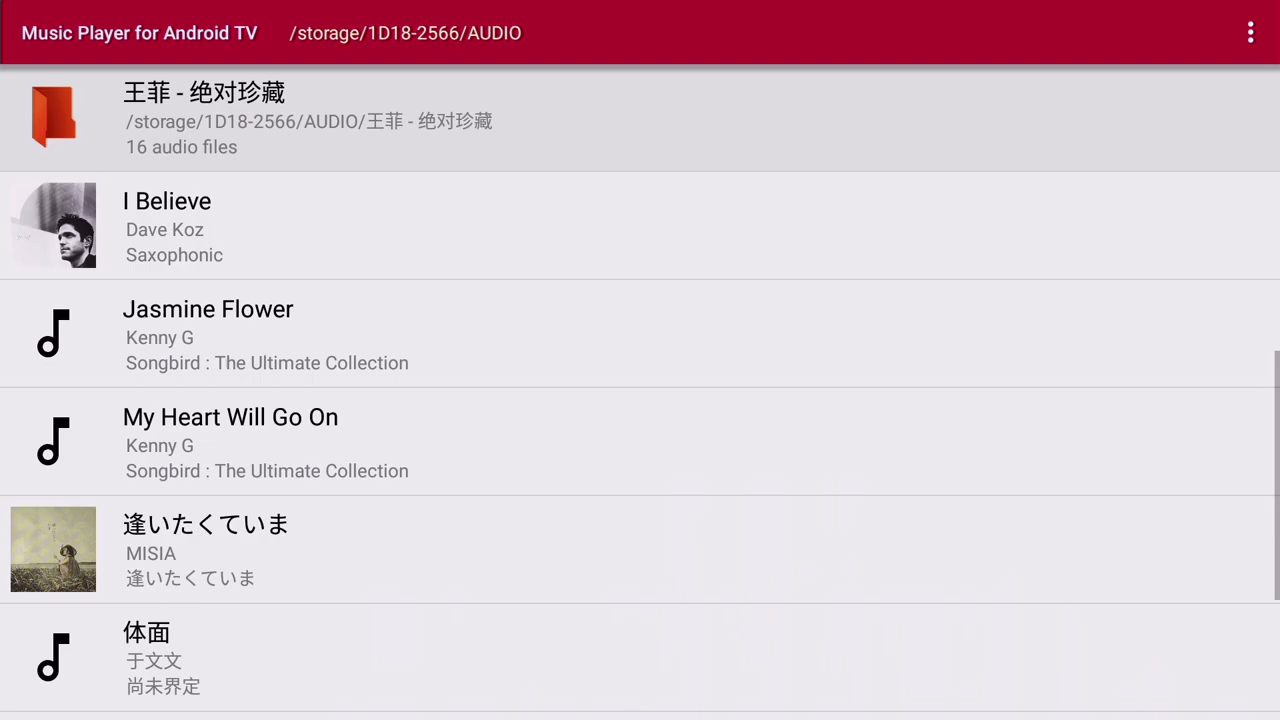 Music Player for Android TV /storage/1D18-2566/AUDIO
王菲 - 绝对珍藏
/storage/1D18-2566/AUDIO/王菲 - 绝对珍藏
16 audio files
I Believe
Dave Koz
Saxophonic
Jasmine Flower
Kenny G
Songbird : The Ultimate Collection
My Heart Will Go On
Kenny G
Songbird : The Ultimate Collection
逢いたくていま
MISIA
逢いたくていま
体面
于文文
尚未界定